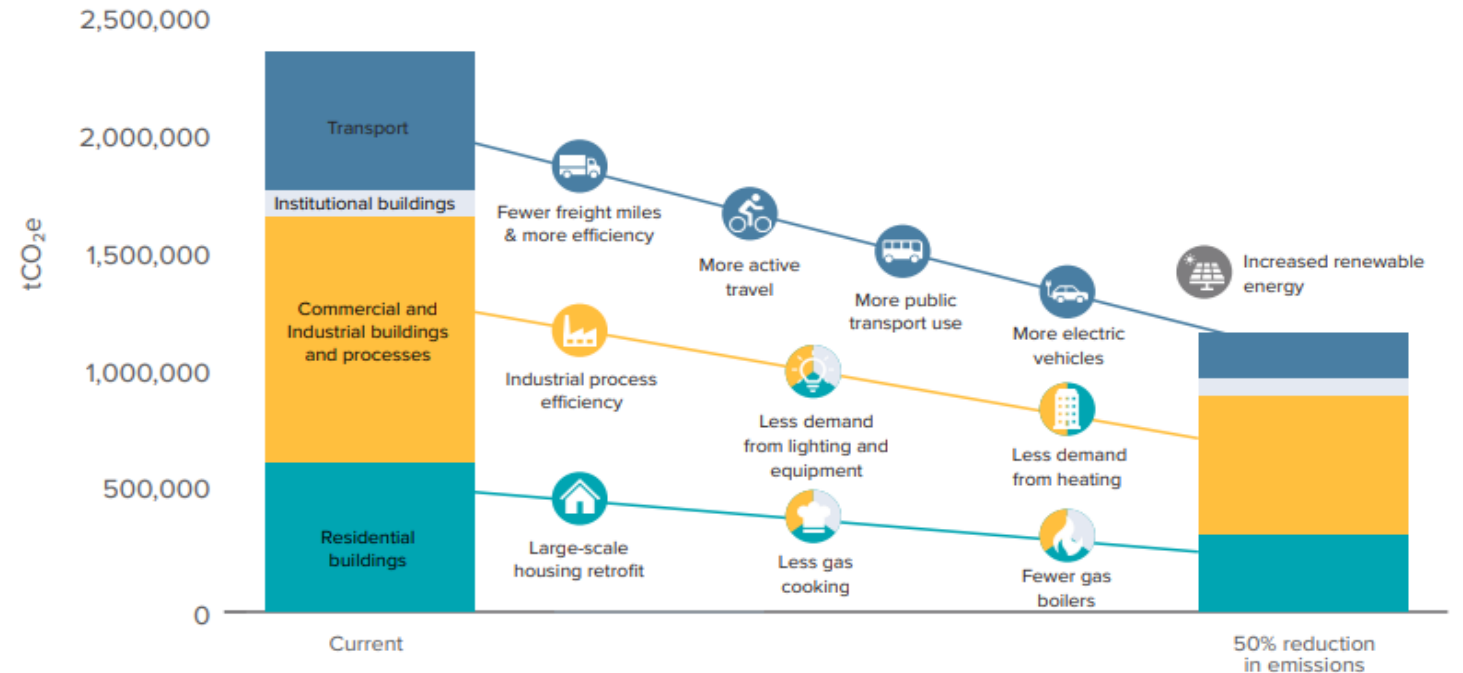 2,500,000
2,000,000
1,500,000
1,000,000
500,000
0
tCO₂e
Transport
Institutional buildings
Commercial and
Industrial buildings
and processes
Residential
buildings
Fewer freight miles
& more efficiency
More active
travel
More public
transport use
More electric
vehicles
Increased renewable
energy
Industrial process
efficiency
Less demand
from lighting and
equipment
Less demand
from heating
Large-scale
housing retrofit
Less gas
cooking
Fewer gas
boilers
Current
50% reduction
in emissions